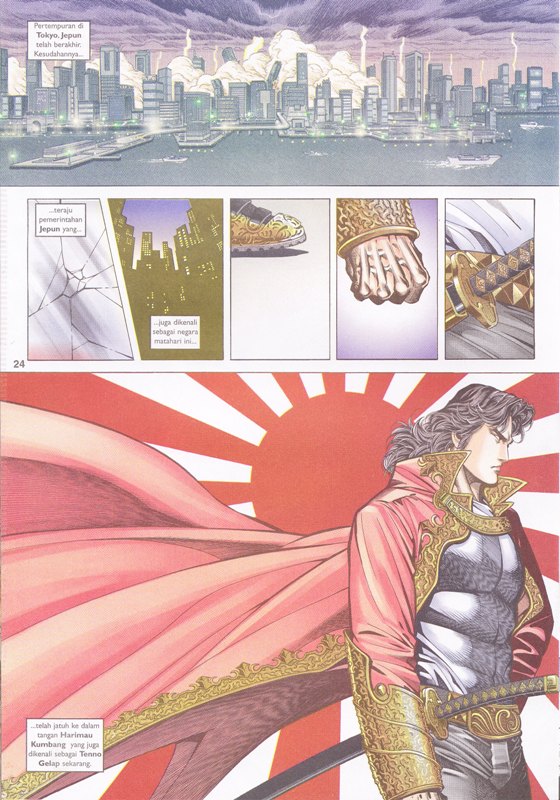 Pertempuran di
Tokyo, Jepun
telah berakhir.
Kesudahannya...
...teraju
pemerintahan
Jepun yang...
...juga dikenali
sebagai negara
matahari ini...
24
...telah jatuh ke dalam
tangan Harimau
Kumbang yang juga
dikenali sebagai Tenno
Gelap sekarang.